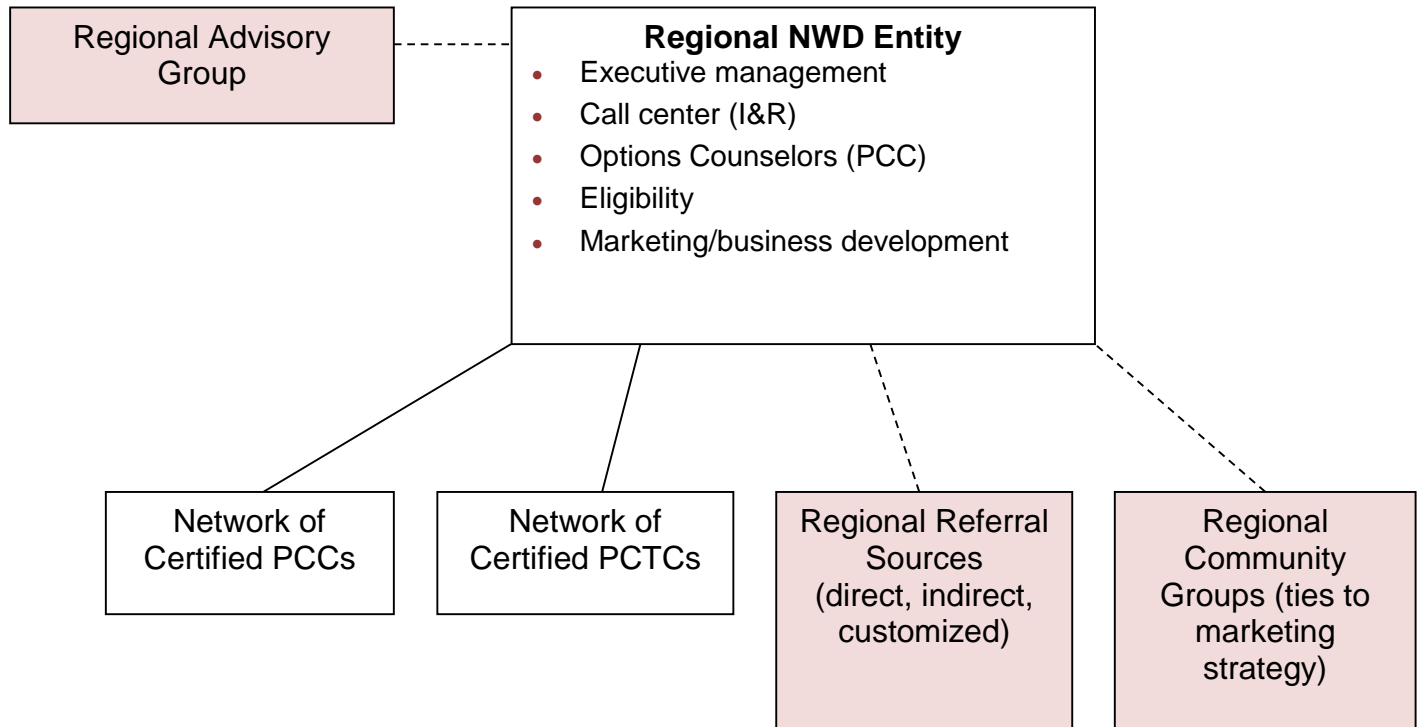 Regional Advisory
Group
Regional NWD Entity
• Executive management
• Call center (I&R)
• Options Counselors (PCC)
• Eligibility
• Marketing/business development
Network of
Certified PCCs
Network of
Certified PCTCs
Regional Referral
Sources
(direct, indirect,
customized)
Regional
Community
Groups (ties to
marketing
strategy)